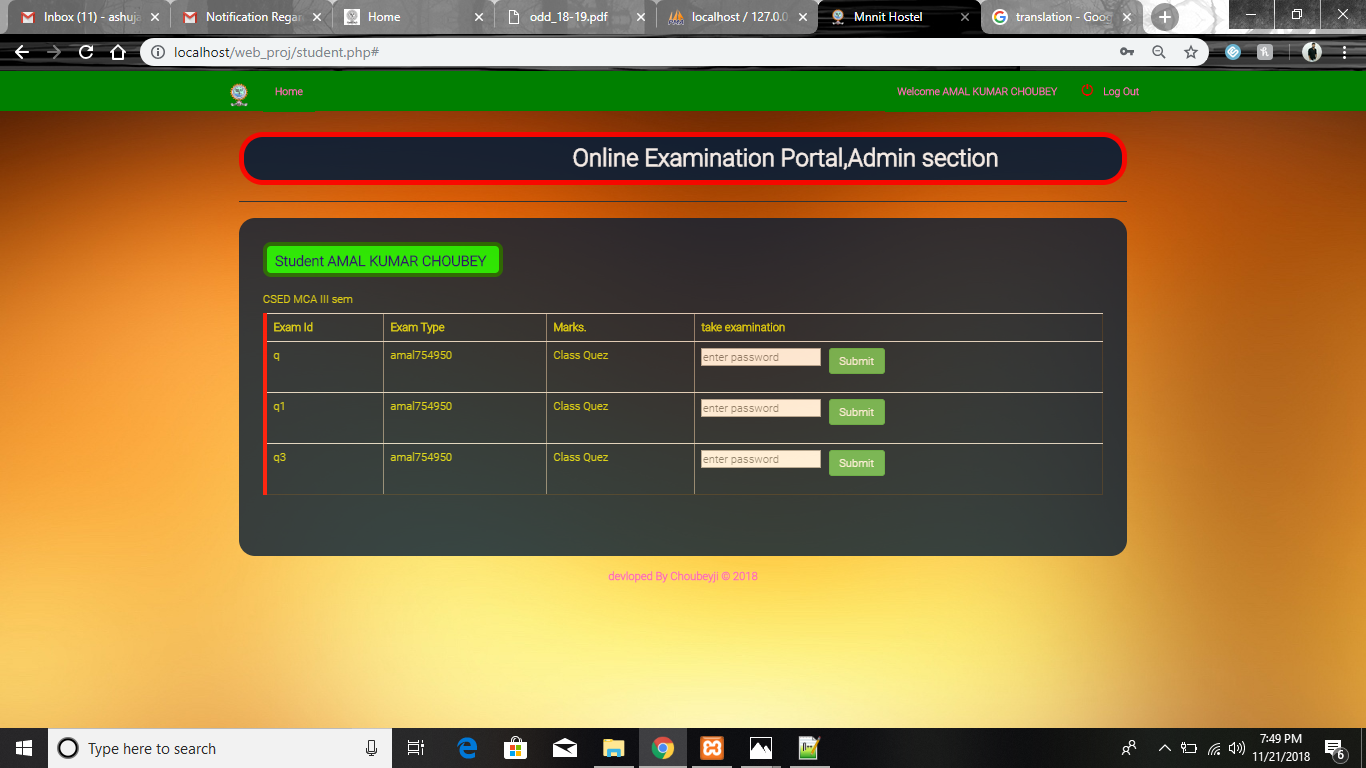 Inbox (11) - ashuja
Notification Regar
Home
odd_18-19.pdf
localhost / 127.0.0
Mnnit Hostel
translation - Goog
localhost/web_proj/student.php#
Home
Welcome AMAL KUMAR CHOUBEY
Log Out
Online Examination Portal,Admin section
Student AMAL KUMAR CHOUBEY
CSED MCA III sem
Exam Id Exam Type Marks. take examination
q amal754950 Class Quez enter password Submit
q1 amal754950 Class Quez enter password Submit
q3 amal754950 Class Quez enter password Submit
devloped By Choubeyji © 2018
Type here to search
7:49 PM
11/21/2018
6